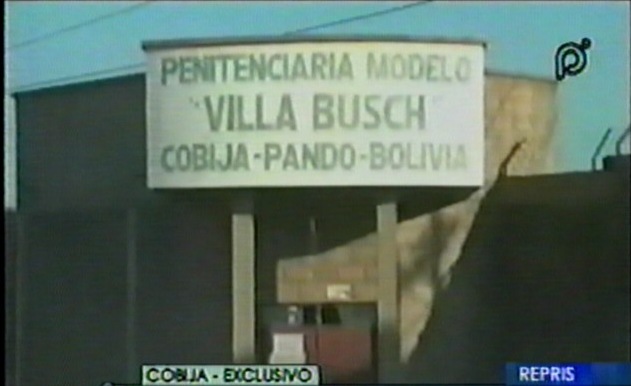 PENITENCIARIA MODELO
"VILLA BUSCH"
COBIJA-PANDO-BOLIVIA
COBIJA - EXCLUSIVO
REPRIS